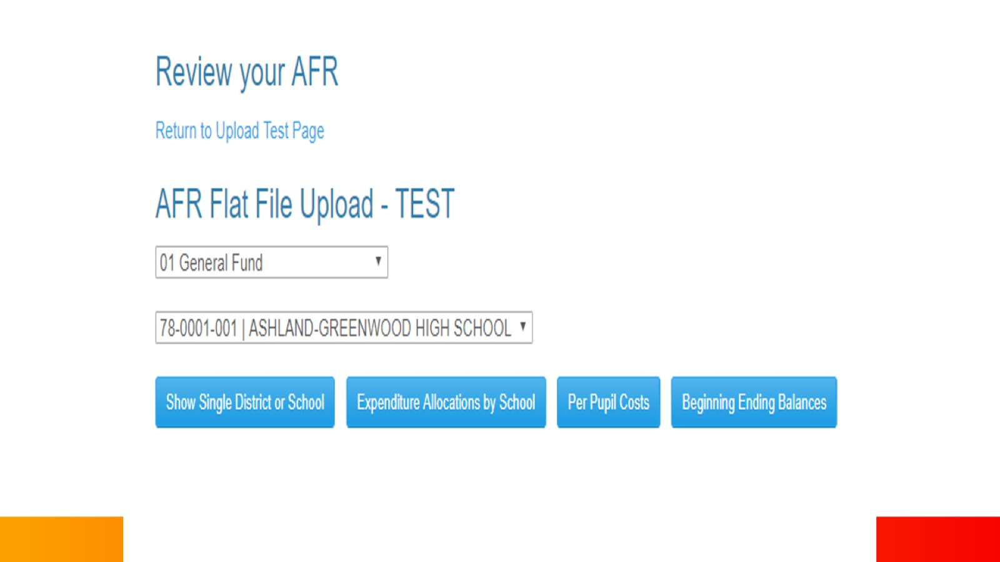 Review your AFR
Return to Upload Test Page
AFR Flat File Upload - TEST
01 General Fund
78-0001-001 | ASHLAND-GREENWOOD HIGH SCHOOL
Show Single District or School Expenditure Allocations by School Per Pupil Costs Beginning Ending Balances